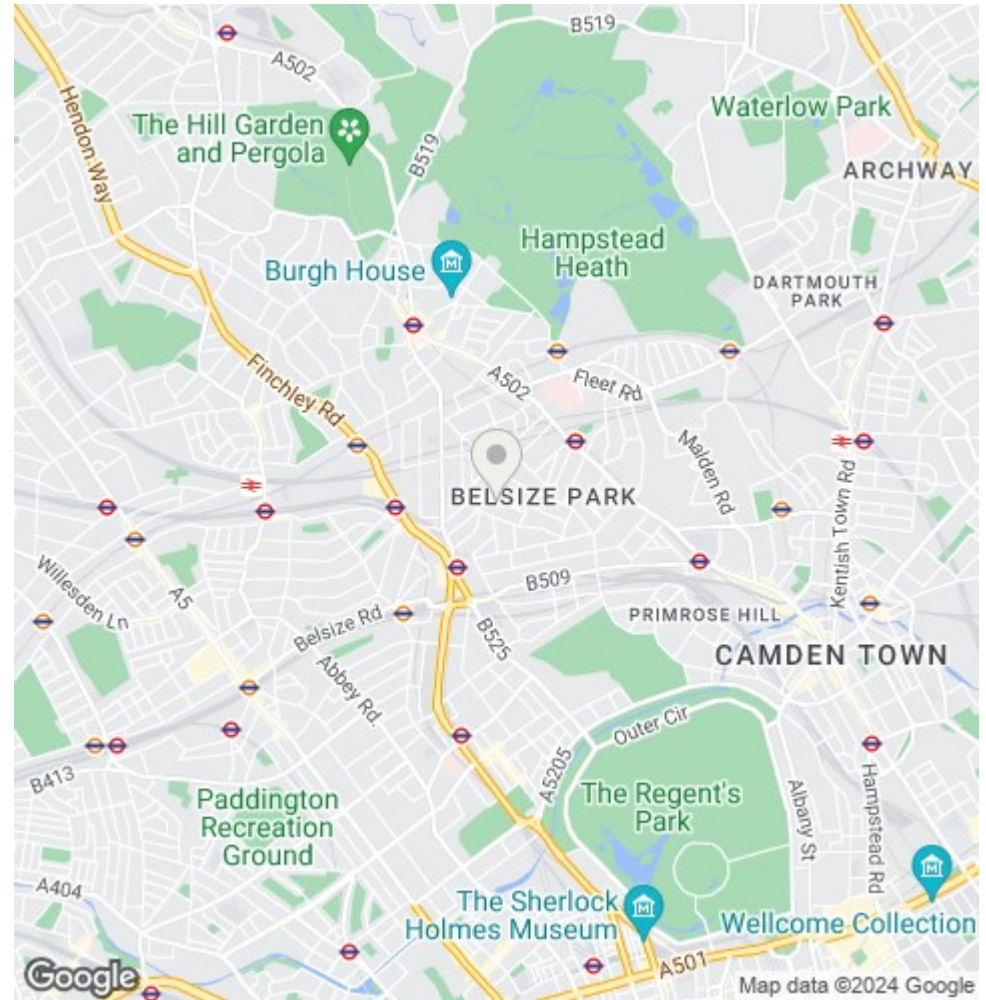 B519
A502
Hendon Way
The Hill Garden
and Pergola
B519
Waterlow Park
ARCHWAY
Hampstead
Heath
Burgh House
DARTMOUTH
PARK
A502
Fleet Rd
Finchley Rd
Malden Rd
BELSIZE PARK
Kentish Town Rd
Willesden Ln
A5
B509
Belsize Rd
PRIMROSE HILL
B525
Abbey Rd.
CAMDEN TOWN
Outer Cir
B413
A5205
The Regent's
Park
Albany St
Hampstead Rd
Paddington
Recreation
Ground
A404
The Sherlock
Holmes Museum
Wellcome Collection
A501
Google
Map data ©2024 Google